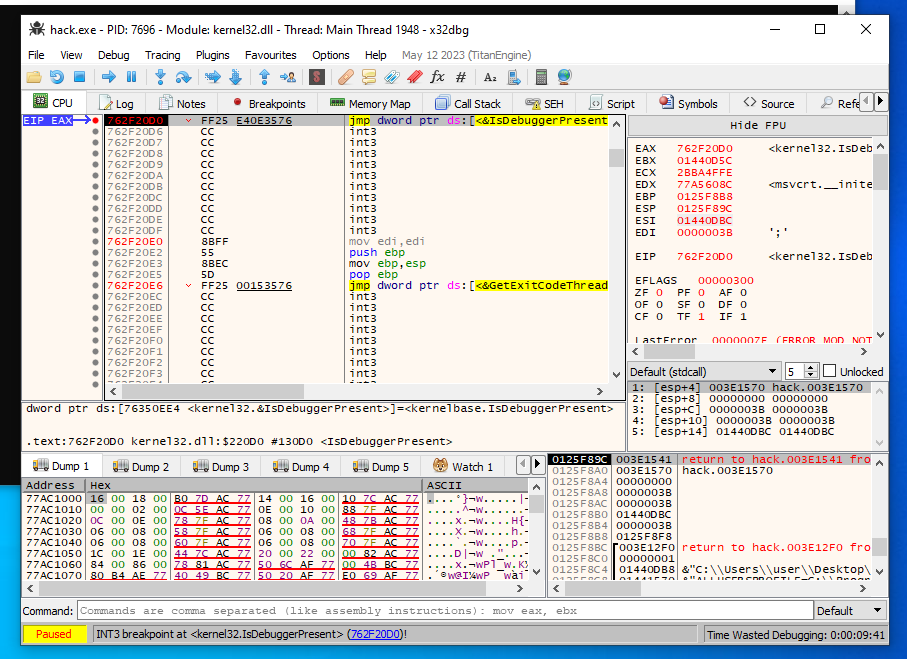 hack.exe - PID: 7696 - Module: kernel32.dll - Thread: Main Thread 1948 - x32dbg
File View Debug Tracing Plugins Favourites Options Help May 12 2023 (TitanEngine)
CPU Log Notes Breakpoints Memory Map Call Stack SEH Script Symbols Source Refe
EIP EAX 762F20D0 FF25 E40E3576 jmp dword ptr ds:[<&IsDebuggerPresent
762F20D6 CC int3
762F20D7 CC int3
762F20D8 CC int3
762F20D9 CC int3
762F20DA CC int3
762F20DB CC int3
762F20DC CC int3
762F20DD CC int3
762F20DE CC int3
762F20DF CC int3
762F20E0 8BFF mov edi,edi
762F20E2 55 push ebp
762F20E3 8BEC mov ebp,esp
762F20E5 5D pop ebp
762F20E6 FF25 00153576 jmp dword ptr ds:[<&GetExitCodeThread
762F20EC CC int3
762F20ED CC int3
762F20EE CC int3
762F20EF CC int3
762F20F0 CC int3
762F20F1 CC int3
762F20F2 CC int3
762F20F3 CC int3
Hide FPU
EAX 762F20D0 <kernel32.IsDeb
EBX 01440D5C
ECX 2BBA4FFE
EDX 77A5608C <msvcrt.__inite
EBP 0125F8B8
ESP 0125F89C
ESI 01440DBC
EDI 0000003B ';'
EIP 762F20D0 <kernel32.IsDeb
EFLAGS 00000300
ZF 0 PF 0 AF 0
OF 0 SF 0 DF 0
CF 0 TF 1 IF 1
LastError 0000007E (ERROR_MOD_NOT
Default (stdcall) 5 Unlocked
1: [esp+4] 003E1570 hack.003E1570
2: [esp+8] 00000000 00000000
3: [esp+C] 0000003B 0000003B
4: [esp+10] 0000003B 0000003B
5: [esp+14] 01440DBC 01440DBC
dword ptr ds:[76350EE4 <kernel32.&IsDebuggerPresent>]=<kernelbase.IsDebuggerPresent>
.text:762F20D0 kernel32.dll:$220D0 #130D0 <IsDebuggerPresent>
Dump 1 Dump 2 Dump 3 Dump 4 Dump 5 Watch 1
Address Hex ASCII
77AC1000 16 00 18 00 B0 7D AC 77 14 00 16 00 10 7C AC 77
77AC1010 00 00 02 00 0C 5E AC 77 0E 00 10 00 88 7F AC 77
77AC1020 0C 00 0E 00 78 7F AC 77 08 00 0A 00 48 7B AC 77
77AC1030 06 00 08 00 58 7F AC 77 06 00 08 00 68 7F AC 77
77AC1040 06 00 08 00 60 7F AC 77 06 00 08 00 70 7F AC 77
77AC1050 1C 00 1E 00 44 7C AC 77 20 00 22 00 00 82 AC 77
77AC1060 84 00 86 00 78 81 AC 77 50 6C AF 77 00 4B BC 77
77AC1070 80 B4 AE 77 40 49 BC 77 50 20 AF 77 E0 69 AF 77
0125F89C 003E1541 return to hack.003E1541 fro
0125F8A0 003E1570 hack.003E1570
0125F8A4 00000000
0125F8A8 0000003B
0125F8AC 0000003B
0125F8B0 01440DBC
0125F8B4 0000003B
0125F8B8 0125F8F8
0125F8BC 003E12F0 return to hack.003E12F0 fro
0125F8C0 00000001
0125F8C4 01440DB8 &"C:\\Users\\user\\Desktop\
Command: Commands are comma separated (like assembly instructions): mov eax, ebx Default
Paused INT3 breakpoint at <kernel32.IsDebuggerPresent> (762F20D0)! Time Wasted Debugging: 0:00:09:41